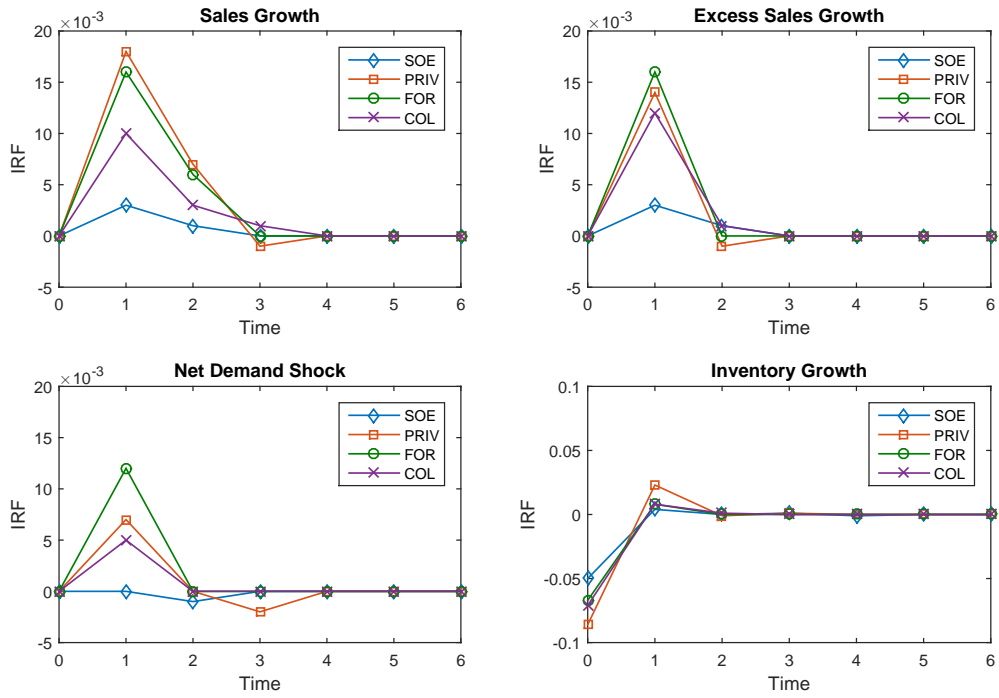 Sales Growth
×10⁻³
20
15
10
5
0
-5
IRF
0 1 2 3 4 5 6
Time
SOE
PRIV
FOR
COL
Excess Sales Growth
×10⁻³
20
15
10
5
0
-5
IRF
0 1 2 3 4 5 6
Time
SOE
PRIV
FOR
COL
Net Demand Shock
×10⁻³
20
15
10
5
0
-5
IRF
0 1 2 3 4 5 6
Time
SOE
PRIV
FOR
COL
Inventory Growth
0.1
0.05
0
-0.05
-0.1
IRF
0 1 2 3 4 5 6
Time
SOE
PRIV
FOR
COL